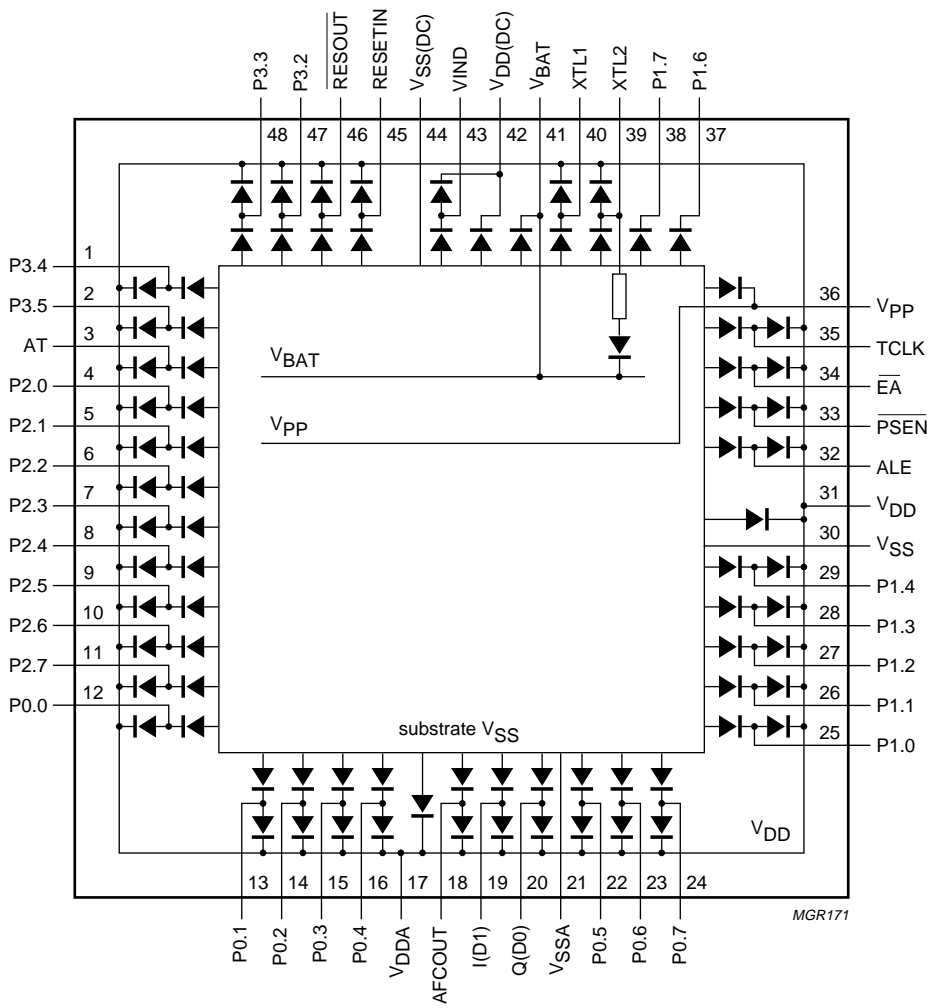 P3.3
P3.2
RESOUT
RESETIN
VSS(DC)
VIND
VDD(DC)
VBAT
XTL1
XTL2
P1.7
P1.6
48 47 46 45 44 43 42 41 40 39 38 37
P3.4 1
P3.5 2
AT 3
P2.0 4
P2.1 5
P2.2 6
P2.3 7
P2.4 8
P2.5 9
P2.6 10
P2.7 11
P0.0 12
VBAT
VPP
substrate VSS
VDD
36 VPP
35 TCLK
34 EA
33 PSEN
32 ALE
31 VDD
30 VSS
29 P1.4
28 P1.3
27 P1.2
26 P1.1
25 P1.0
13 14 15 16 17 18 19 20 21 22 23 24
P0.1
P0.2
P0.3
P0.4
VDDA
AFCOUT
I(D1)
Q(D0)
VSSA
P0.5
P0.6
P0.7
MGR171